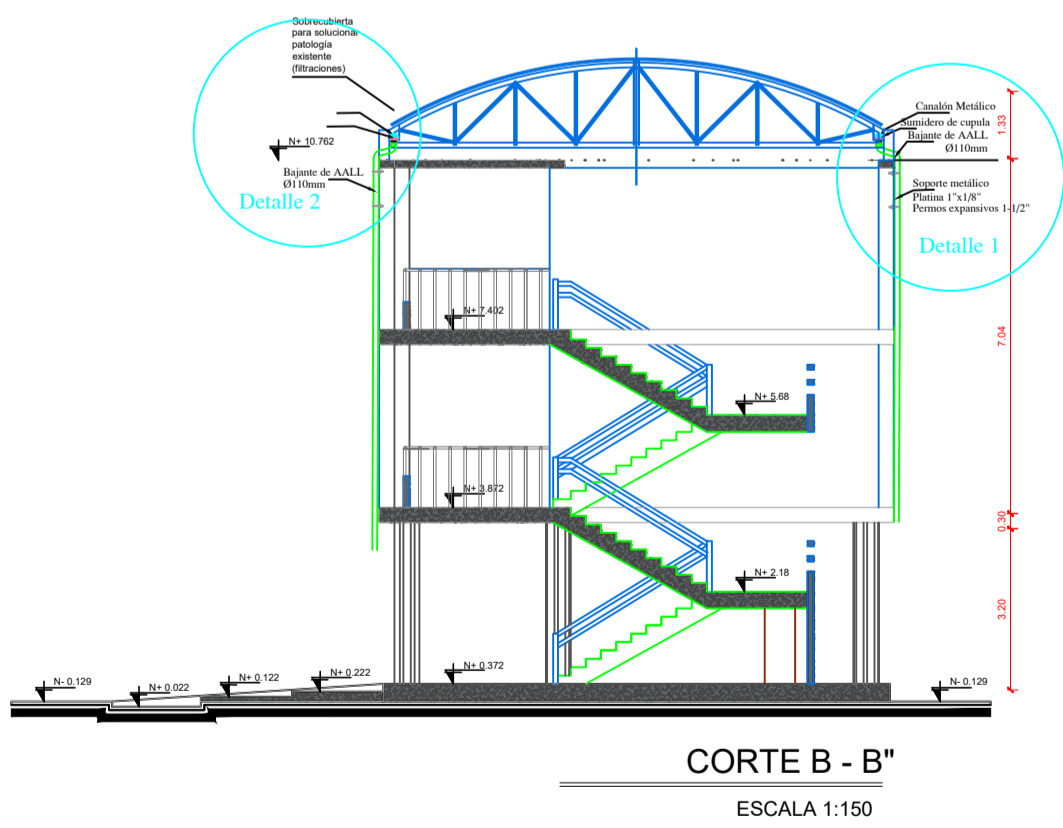 Sobrecubierta
para solucionar
patología
existente
(filtraciones)
Canalón Metálico
Sumidero de cupula
Bajante de AALL
Ø110mm
1.33
N+ 10.762
Bajante de AALL
Ø110mm
Detalle 2
Soporte metálico
Platina 1"x1/8"
Permos expansivos 1-1/2"
Detalle 1
N+ 7.402
7.04
N+ 5.68
N+ 3.872
0.30
N+ 2.18
3.20
N+ 0.372
N- 0.129
N+ 0.022
N+ 0.122
N+ 0.222
N- 0.129
CORTE B - B"
ESCALA 1:150